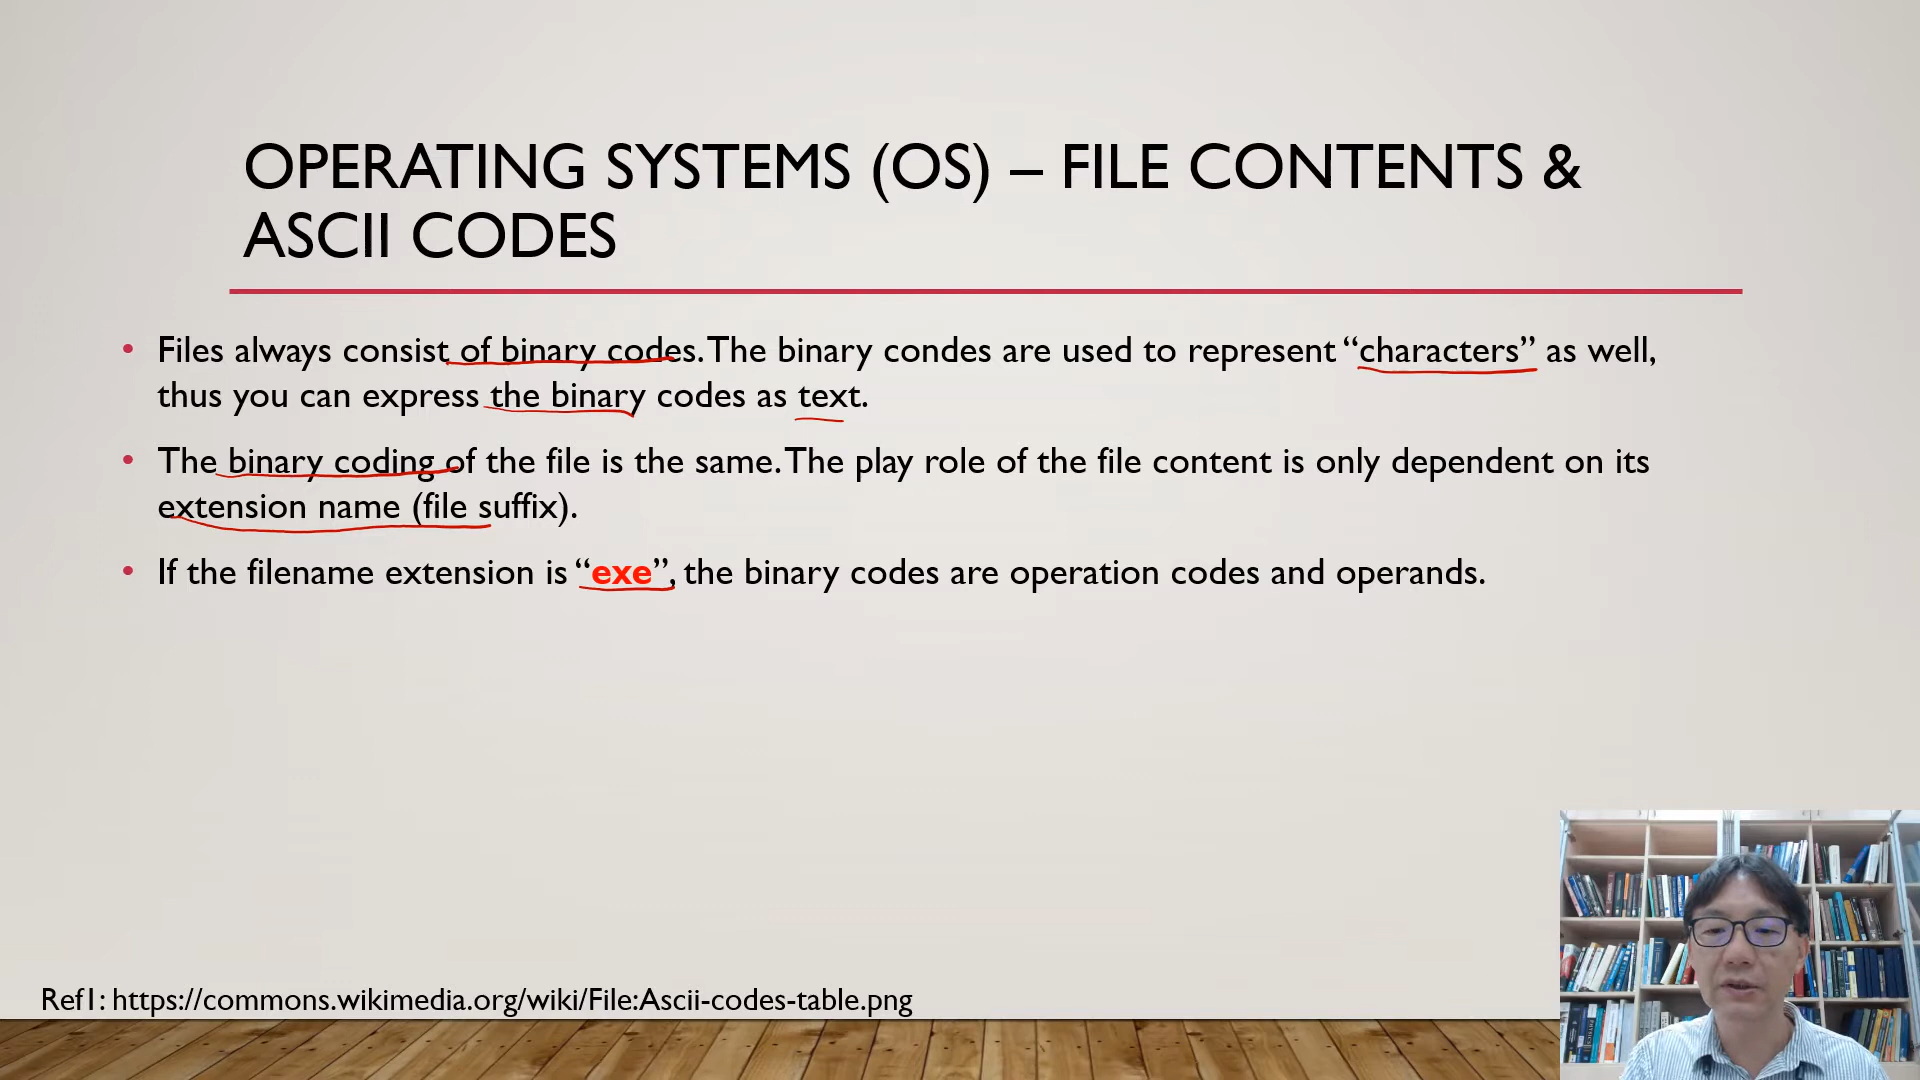 OPERATING SYSTEMS (OS) – FILE CONTENTS &
ASCII CODES
• Files always consist of binary codes. The binary condes are used to represent “characters” as well,
thus you can express the binary codes as text.
• The binary coding of the file is the same. The play role of the file content is only dependent on its
extension name (file suffix).
• If the filename extension is “exe”, the binary codes are operation codes and operands.
Ref1: https://commons.wikimedia.org/wiki/File:Ascii-codes-table.png